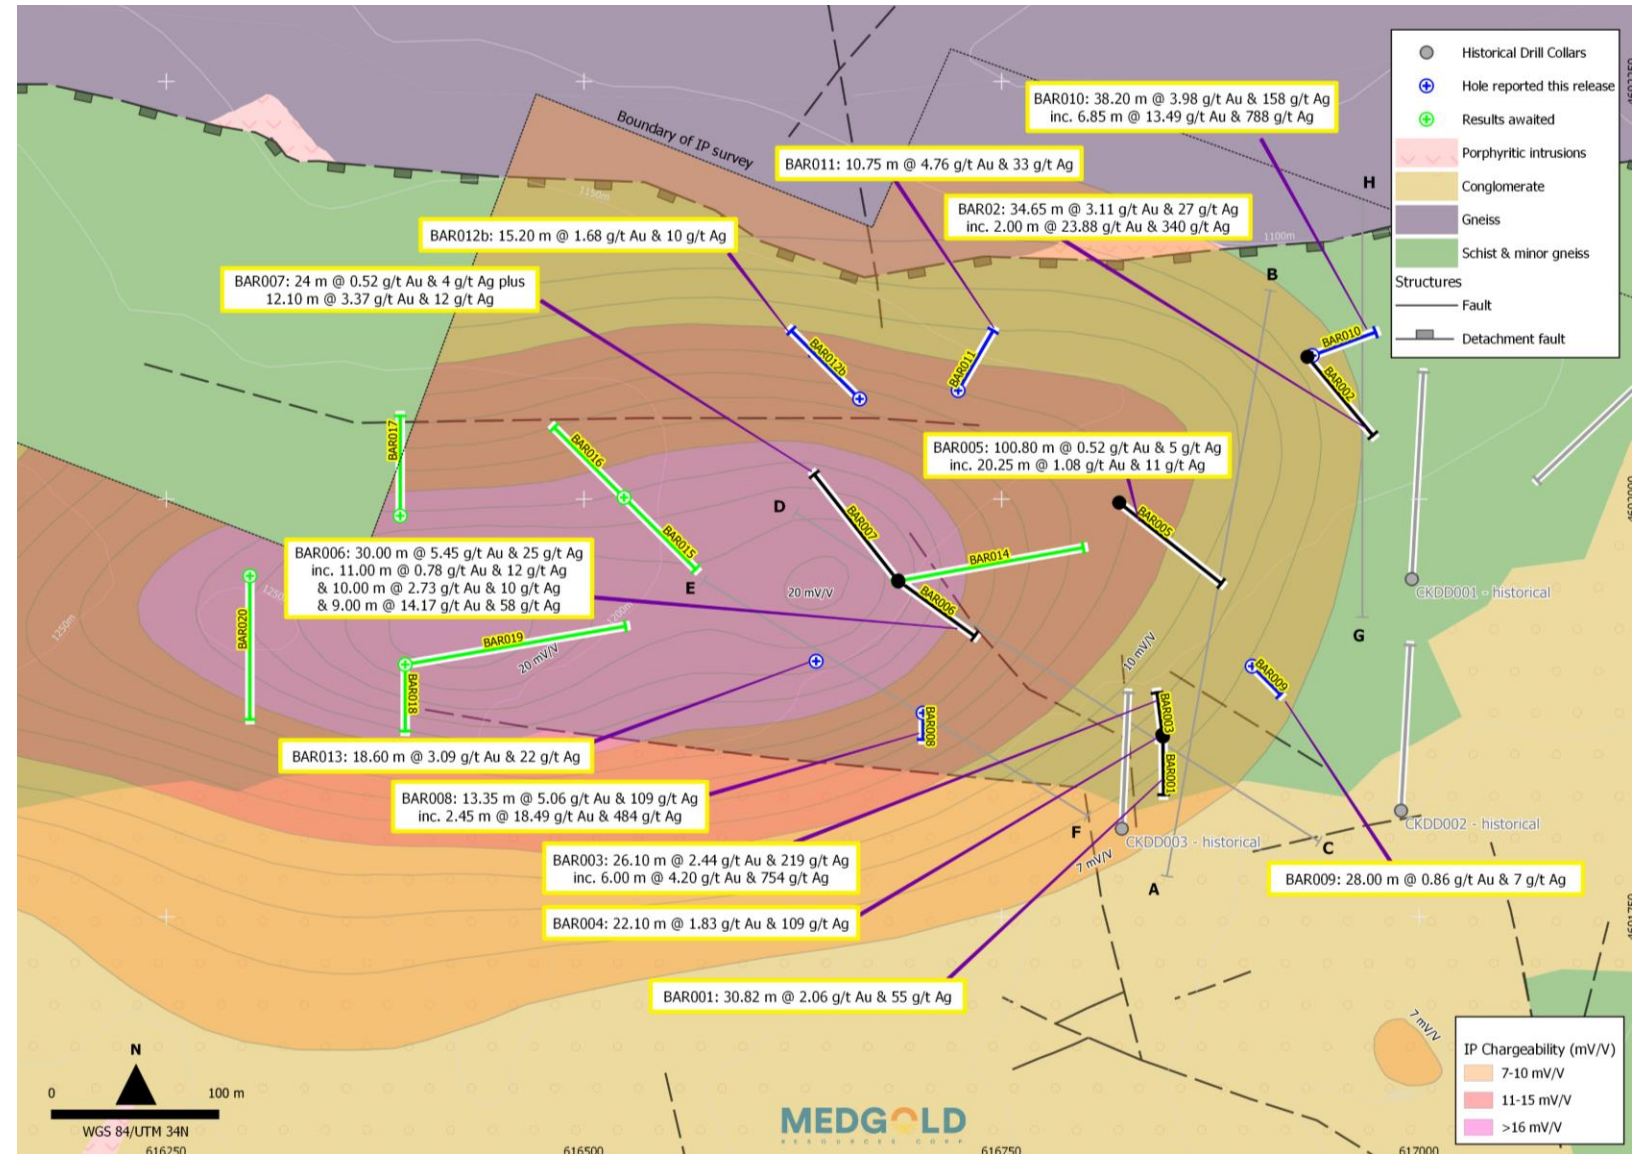 Historical Drill Collars
Hole reported this release
Results awaited
Porphyritic intrusions
Conglomerate
Gneiss
Schist & minor gneiss
Structures
Fault
Detachment fault
4602250
BAR010: 38.20 m @ 3.98 g/t Au & 158 g/t Ag
inc. 6.85 m @ 13.49 g/t Au & 788 g/t Ag
Boundary of IP survey
BAR011: 10.75 m @ 4.76 g/t Au & 33 g/t Ag
1150m
H
BAR02: 34.65 m @ 3.11 g/t Au & 27 g/t Ag
inc. 2.00 m @ 23.88 g/t Au & 340 g/t Ag
1100m
BAR012b: 15.20 m @ 1.68 g/t Au & 10 g/t Ag
B
BAR007: 24 m @ 0.52 g/t Au & 4 g/t Ag plus
12.10 m @ 3.37 g/t Au & 12 g/t Ag
BAR012b
BAR011
BAR010
BAR002
BAR017
BAR016
BAR005: 100.80 m @ 0.52 g/t Au & 5 g/t Ag
inc. 20.25 m @ 1.08 g/t Au & 11 g/t Ag
4602000
D
BAR007
BAR005
BAR015
BAR014
BAR006: 30.00 m @ 5.45 g/t Au & 25 g/t Ag
inc. 11.00 m @ 0.78 g/t Au & 12 g/t Ag
& 10.00 m @ 2.73 g/t Au & 10 g/t Ag
& 9.00 m @ 14.17 g/t Au & 58 g/t Ag
E
20 mV/V
BAR006
CKDD001 - historical
1250m
1200m
BAR020
BAR019
20 mV/V
10 mV/V
G
BAR018
BAR009
BAR008
BAR003
BAR001
BAR013: 18.60 m @ 3.09 g/t Au & 22 g/t Ag
BAR008: 13.35 m @ 5.06 g/t Au & 109 g/t Ag
inc. 2.45 m @ 18.49 g/t Au & 484 g/t Ag
F
CKDD003 - historical
CKDD002 - historical
C
7 mV/V
A
BAR003: 26.10 m @ 2.44 g/t Au & 219 g/t Ag
inc. 6.00 m @ 4.20 g/t Au & 754 g/t Ag
BAR009: 28.00 m @ 0.86 g/t Au & 7 g/t Ag
BAR004: 22.10 m @ 1.83 g/t Au & 109 g/t Ag
4601750
BAR001: 30.82 m @ 2.06 g/t Au & 55 g/t Ag
7 mV/V
N
0 100 m
WGS 84/UTM 34N
MEDGOLD
RESOURCES CORP
IP Chargeability (mV/V)
7-10 mV/V
11-15 mV/V
>16 mV/V
616250
616500
616750
617000